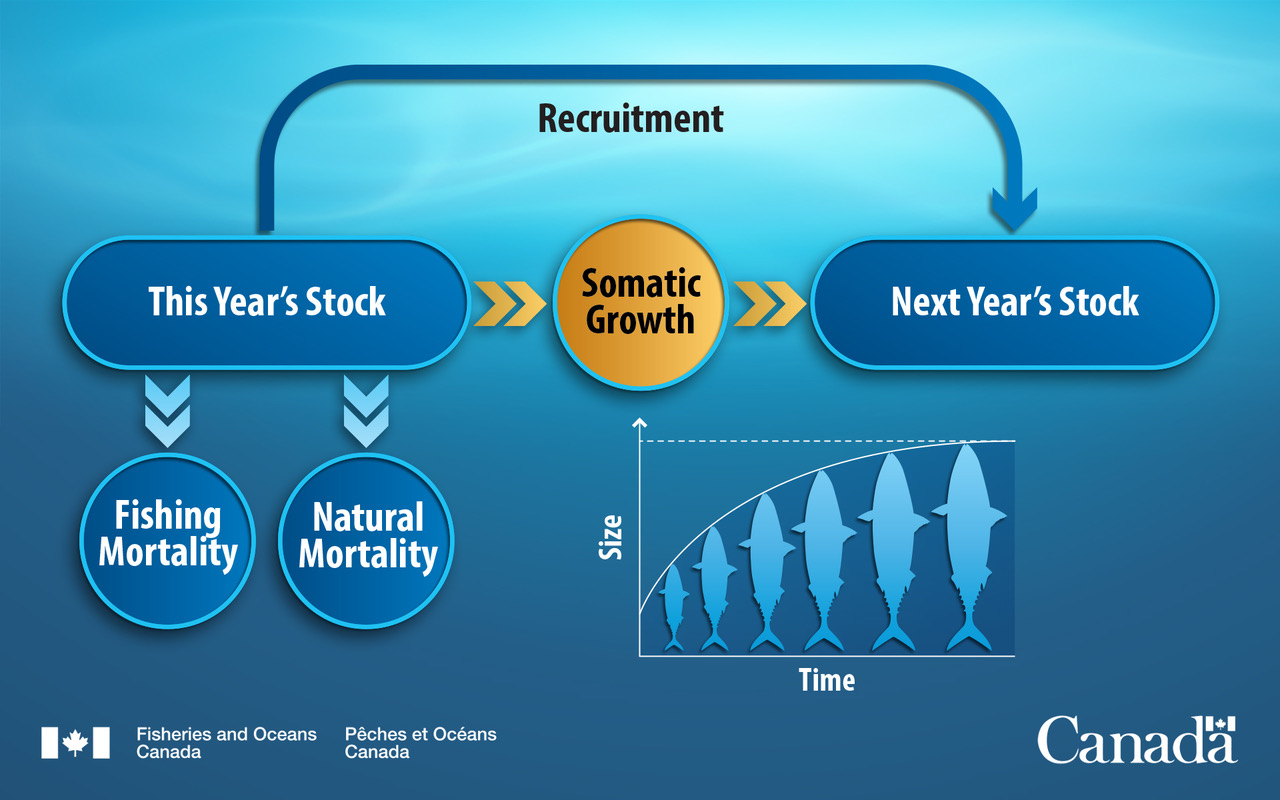 Recruitment
This Year's Stock
Somatic
Growth
Next Year's Stock
Fishing
Mortality
Natural
Mortality
Size
Time
Fisheries and Oceans
Canada
Pêches et Océans
Canada
Canada